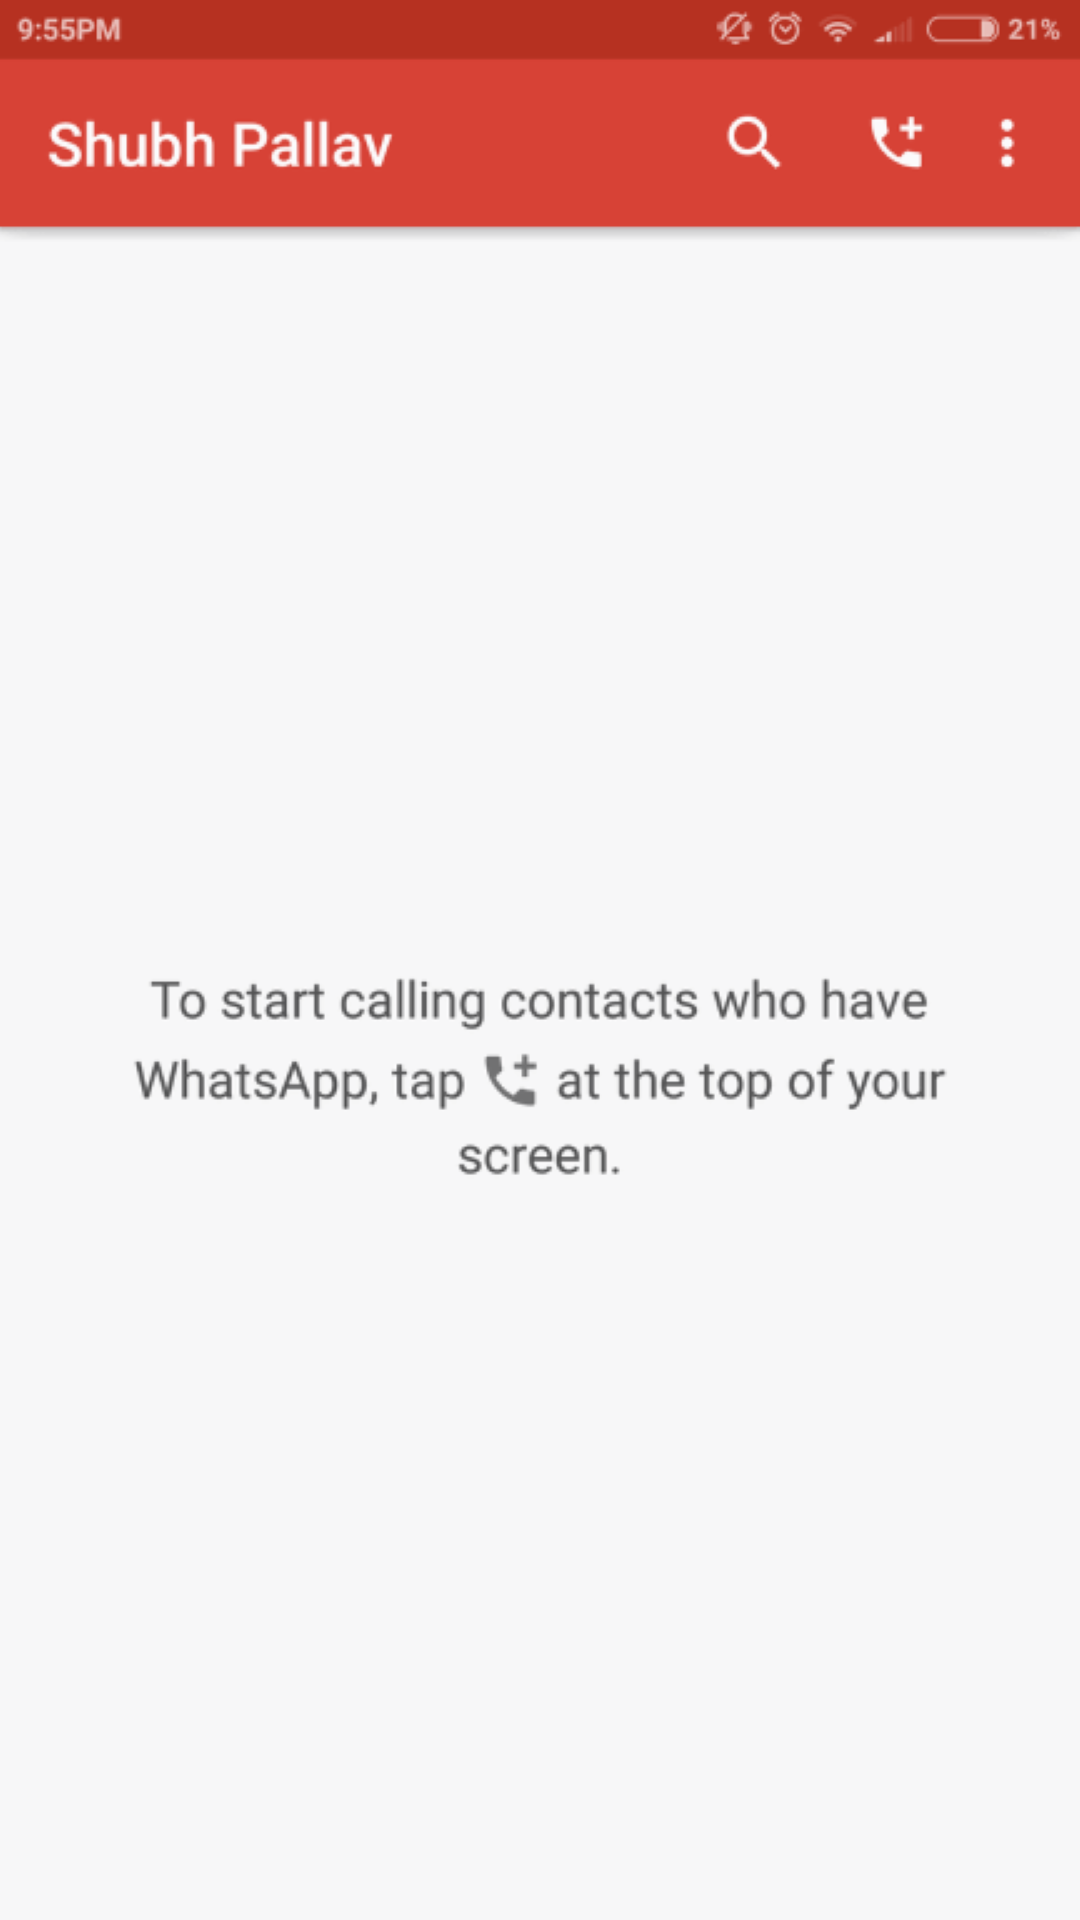 9:55PM 21%
Shubh Pallav
To start calling contacts who have
WhatsApp, tap at the top of your
screen.